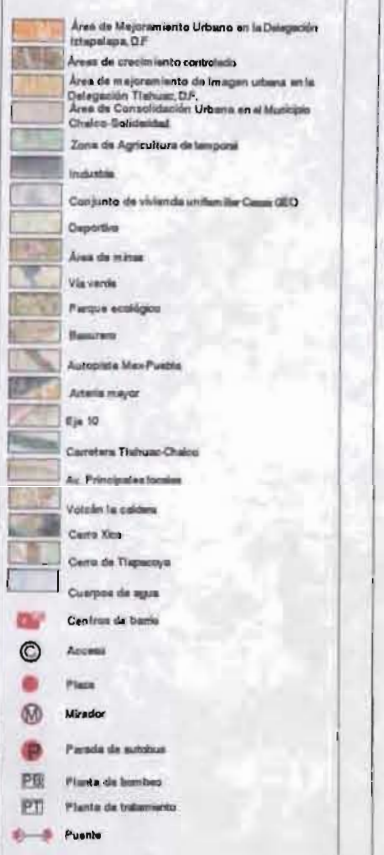 Área de Mejoramiento Urbano en la Delegación
Iztapalapa, D.F
Áreas de crecimiento controlado
Área de mejoramiento de Imagen urbana en la
Delegación Tlahuac, D.F.
Área de Consolidación Urbana en el Municipio
Chalco-Solidaridad
Zona de Agricultura de temporal
Industria
Conjunto de vivienda unifamiliar Casas GEO
Deportivo
Área de minas
Vía verde
Parque ecológico
Basurero
Autopista Mex-Puebla
Arteria mayor
Eje 10
Carretera Tlahuac-Chalco
Av. Principales locales
Volcán la caldera
Cerro Xico
Cerro de Tlapacoya
Cuerpos de agua
Centros de barrio
C Acceso
Plaza
M Mirador
P Parada de autobus
PB Planta de bombeo
PT Planta de tratamiento
Puente